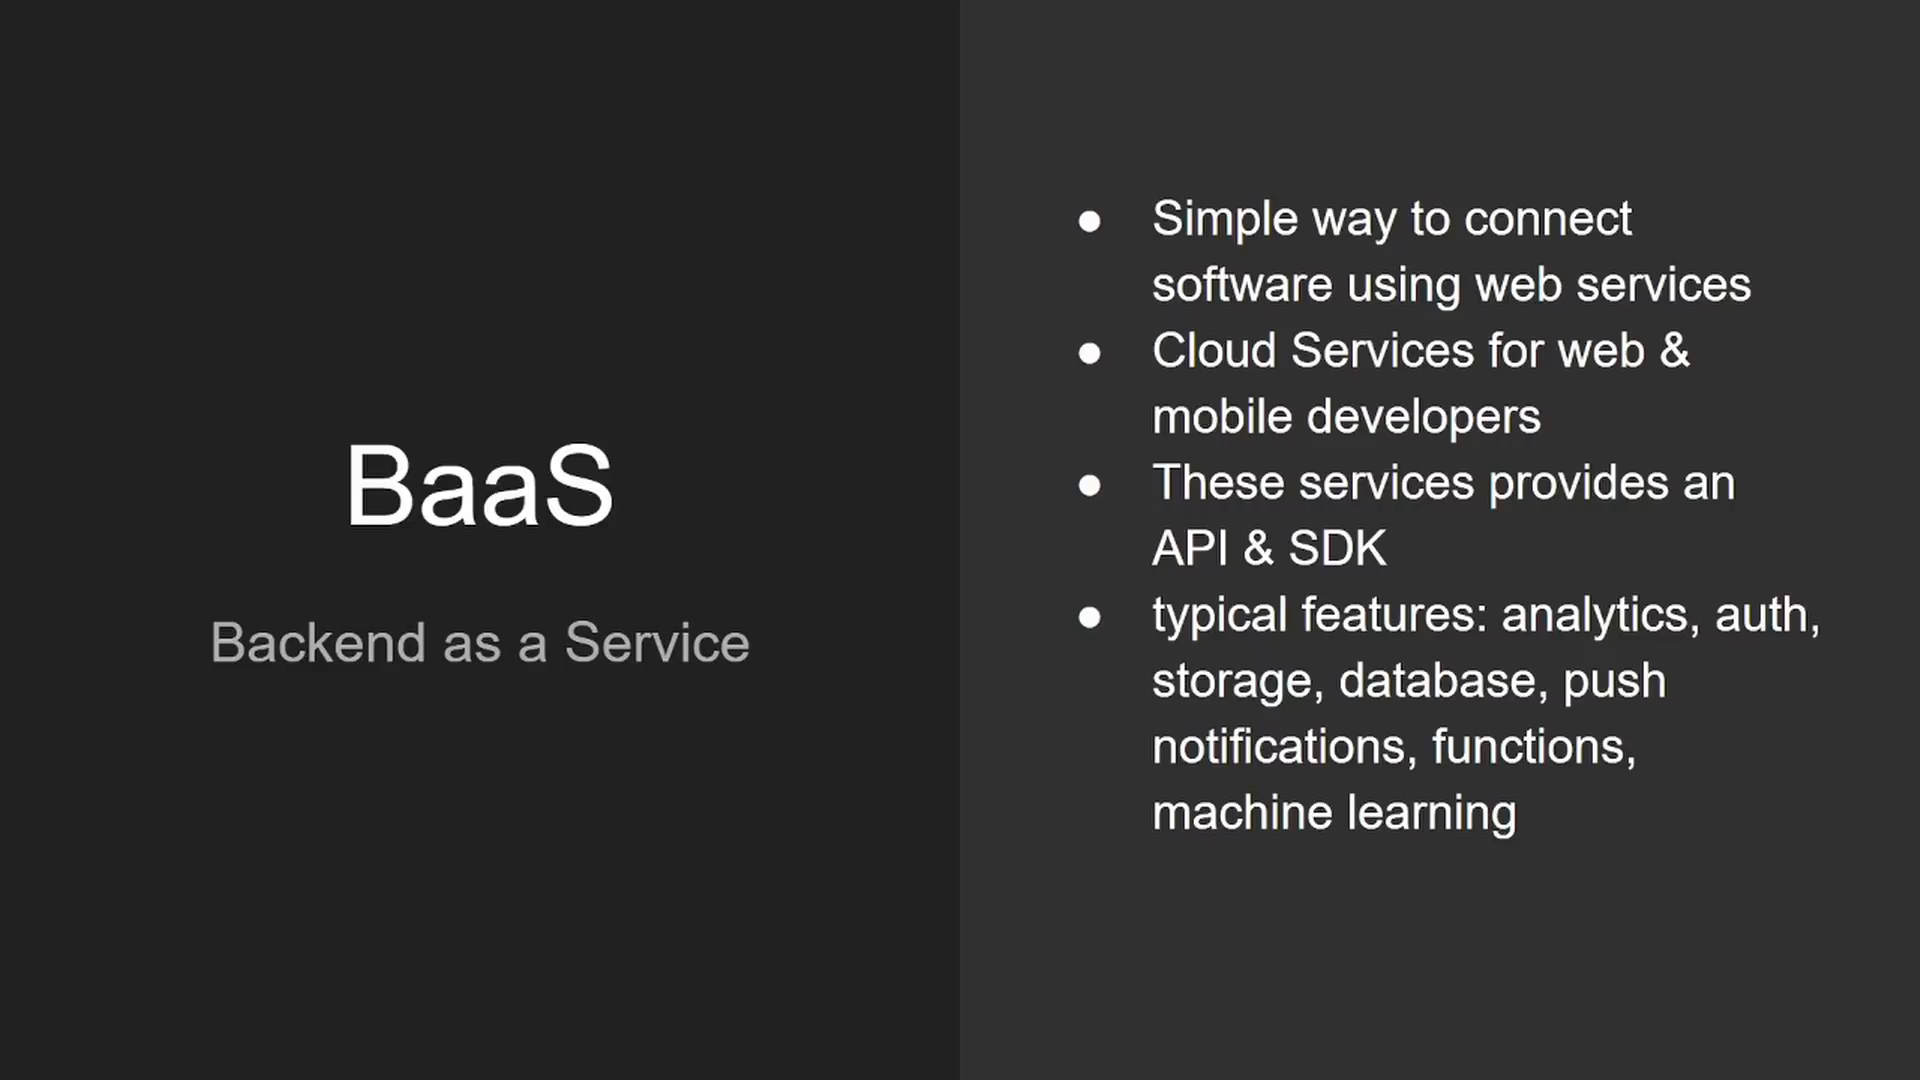 BaaS
Backend as a Service
● Simple way to connect
software using web services
● Cloud Services for web &
mobile developers
● These services provides an
API & SDK
● typical features: analytics, auth,
storage, database, push
notifications, functions,
machine learning